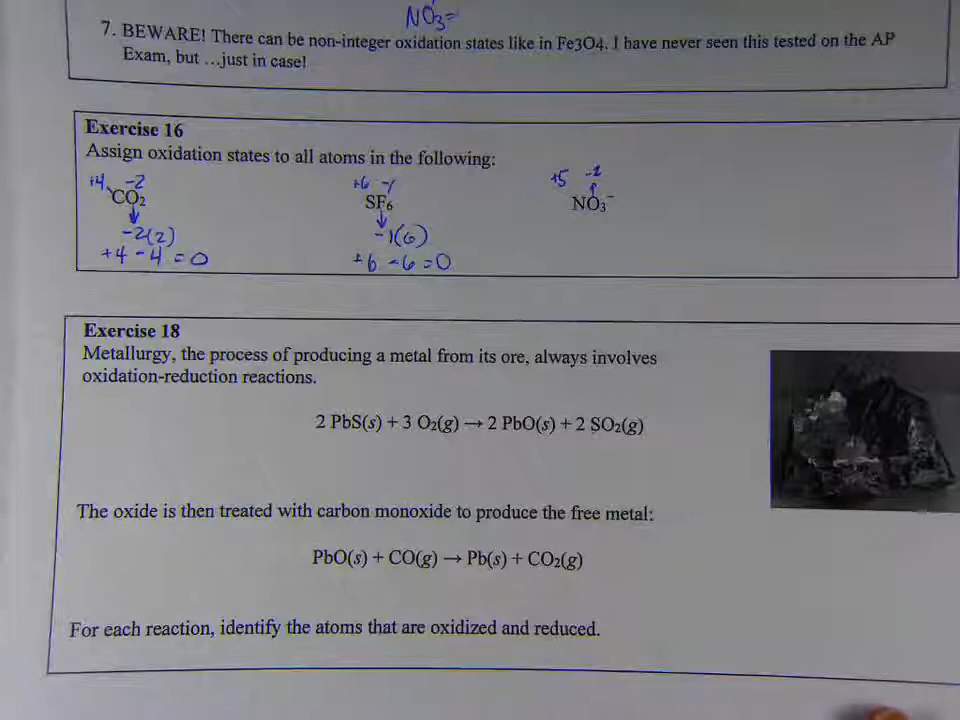 NO3=
7. BEWARE! There can be non-integer oxidation states like in Fe3O4. I have never seen this tested on the AP
Exam, but …just in case!
Exercise 16
Assign oxidation states to all atoms in the following:
+4 -2 +6 -1 +5 -2
CO₂ SF₆ NO₃⁻
-2(2) -1(6)
+4 - 4 = 0 +6 - 6 = 0
Exercise 18
Metallurgy, the process of producing a metal from its ore, always involves
oxidation-reduction reactions.
2 PbS(s) + 3 O₂(g) → 2 PbO(s) + 2 SO₂(g)
The oxide is then treated with carbon monoxide to produce the free metal:
PbO(s) + CO(g) → Pb(s) + CO₂(g)
For each reaction, identify the atoms that are oxidized and reduced.